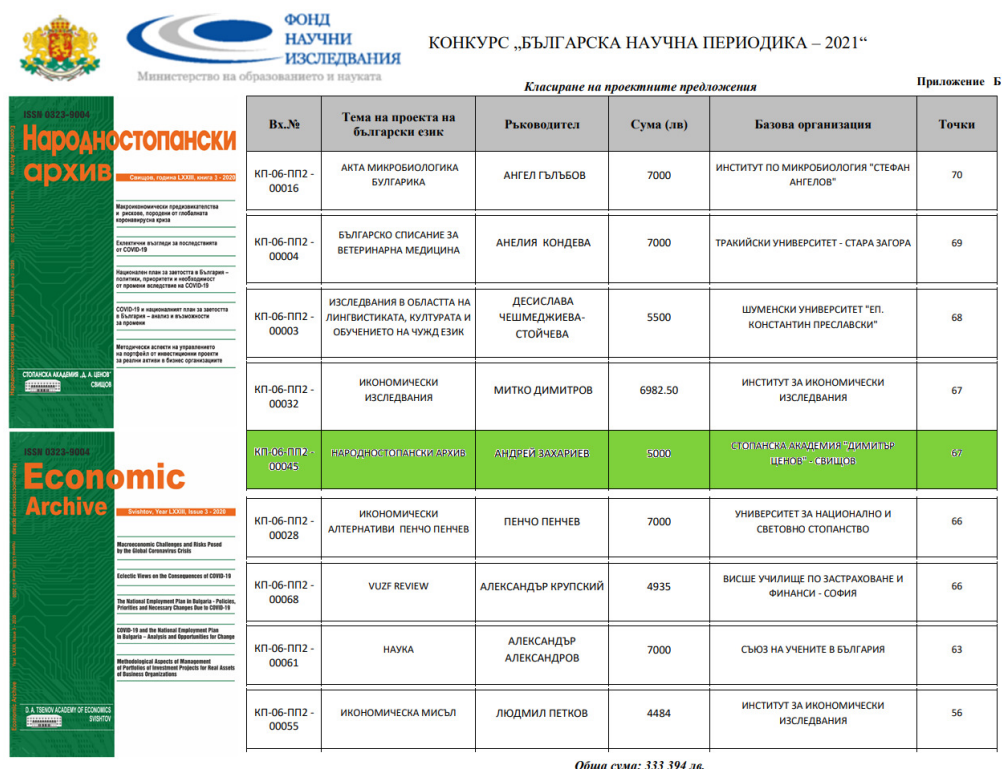 ФОНД
НАУЧНИ
ИЗСЛЕДВАНИЯ
Министерство на образованието и науката
КОНКУРС „БЪЛГАРСКА НАУЧНА ПЕРИОДИКА – 2021“
Класиране на проектните предложения
Приложение Б
ISSN 0323-9004
Народностопански
архив
Свищов, година LXXIII, книга 3 - 2020
Макроикономически предизвикателства
и рискове, породени от глобалната
коронавирусна криза
Еклектични възгледи за последствията
от COVID-19
Национален план за заетостта в България –
политики, приоритети и необходимост
от промени вследствие на COVID-19
COVID-19 и националният план за заетостта
в България – анализ и възможности
за промени
Методически аспекти на управлението
на портфейл от инвестиционни проекти
за реални активи в бизнес организациите
СТОПАНСКА АКАДЕМИЯ „Д. А. ЦЕНОВ“
СВИЩОВ
ISSN 0323-9004
Economic
Archive
Svishtov, Year LXXIII, Issue 3 - 2020
Macroeconomic Challenges and Risks Posed
by the Global Coronavirus Crisis
Eclectic Views on the Consequences of COVID-19
The National Employment Plan in Bulgaria - Policies,
Priorities and Necessary Changes Due to COVID-19
COVID-19 and the National Employment Plan
in Bulgaria – Analysis and Opportunities for Change
Methodological Aspects of Management
of Portfolios of Investment Projects for Real Assets
of Business Organizations
D. A. TSENOV ACADEMY OF ECONOMICS
SVISHTOV
Вх.№ Тема на проекта на български език Ръководител Сума (лв) Базова организация Точки
КП-06-ПП2 - 00016 АКТА МИКРОБИОЛОГИКА БУЛГАРИКА АНГЕЛ ГЪЛЪБОВ 7000 ИНСТИТУТ ПО МИКРОБИОЛОГИЯ "СТЕФАН АНГЕЛОВ" 70
КП-06-ПП2 - 00004 БЪЛГАРСКО СПИСАНИЕ ЗА ВЕТЕРИНАРНА МЕДИЦИНА АНЕЛИЯ КОНДЕВА 7000 ТРАКИЙСКИ УНИВЕРСИТЕТ - СТАРА ЗАГОРА 69
КП-06-ПП2 - 00003 ИЗСЛЕДВАНИЯ В ОБЛАСТТА НА ЛИНГВИСТИКАТА, КУЛТУРАТА И ОБУЧЕНИЕТО НА ЧУЖД ЕЗИК ДЕСИСЛАВА ЧЕШМЕДЖИЕВА-СТОЙЧЕВА 5500 ШУМЕНСКИ УНИВЕРСИТЕТ "ЕП. КОНСТАНТИН ПРЕСЛАВСКИ" 68
КП-06-ПП2 - 00032 ИКОНОМИЧЕСКИ ИЗСЛЕДВАНИЯ МИТКО ДИМИТРОВ 6982.50 ИНСТИТУТ ЗА ИКОНОМИЧЕСКИ ИЗСЛЕДВАНИЯ 67
КП-06-ПП2 - 00045 НАРОДНОСТОПАНСКИ АРХИВ АНДРЕЙ ЗАХАРИЕВ 5000 СТОПАНСКА АКАДЕМИЯ "ДИМИТЪР ЦЕНОВ" - СВИЩОВ 67
КП-06-ПП2 - 00028 ИКОНОМИЧЕСКИ АЛТЕРНАТИВИ ПЕНЧО ПЕНЧЕВ ПЕНЧО ПЕНЧЕВ 7000 УНИВЕРСИТЕТ ЗА НАЦИОНАЛНО И СВЕТОВНО СТОПАНСТВО 66
КП-06-ПП2 - 00068 VUZF REVIEW АЛЕКСАНДЪР КРУПСКИЙ 4935 ВИСШЕ УЧИЛИЩЕ ПО ЗАСТРАХОВАНЕ И ФИНАНСИ - СОФИЯ 66
КП-06-ПП2 - 00061 НАУКА АЛЕКСАНДЪР АЛЕКСАНДРОВ 7000 СЪЮЗ НА УЧЕНИТЕ В БЪЛГАРИЯ 63
КП-06-ПП2 - 00055 ИКОНОМИЧЕСКА МИСЪЛ ЛЮДМИЛ ПЕТКОВ 4484 ИНСТИТУТ ЗА ИКОНОМИЧЕСКИ ИЗСЛЕДВАНИЯ 56
Обща сума: 333 394 лв.